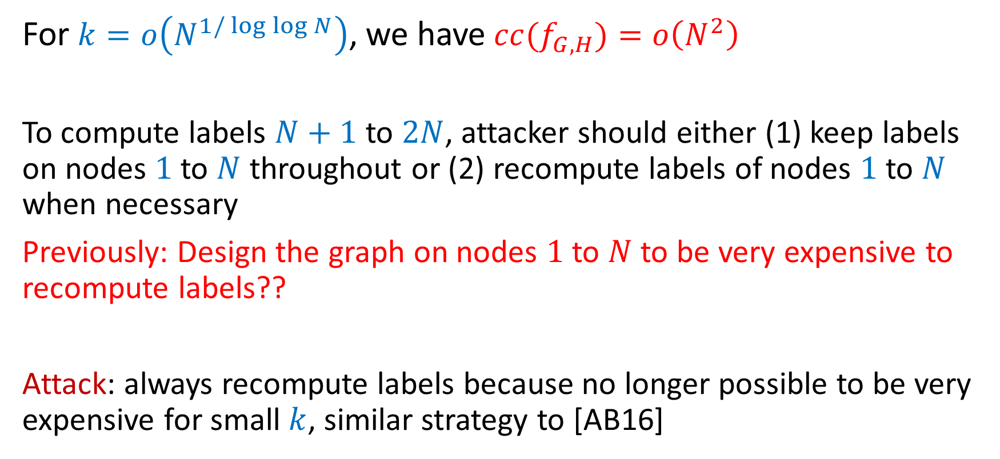 For k = o(N^{1/ log log N}), we have cc(f_{G,H}) = o(N^2)
To compute labels N + 1 to 2N, attacker should either (1) keep labels
on nodes 1 to N throughout or (2) recompute labels of nodes 1 to N
when necessary
Previously: Design the graph on nodes 1 to N to be very expensive to
recompute labels??
Attack: always recompute labels because no longer possible to be very
expensive for small k, similar strategy to [AB16]